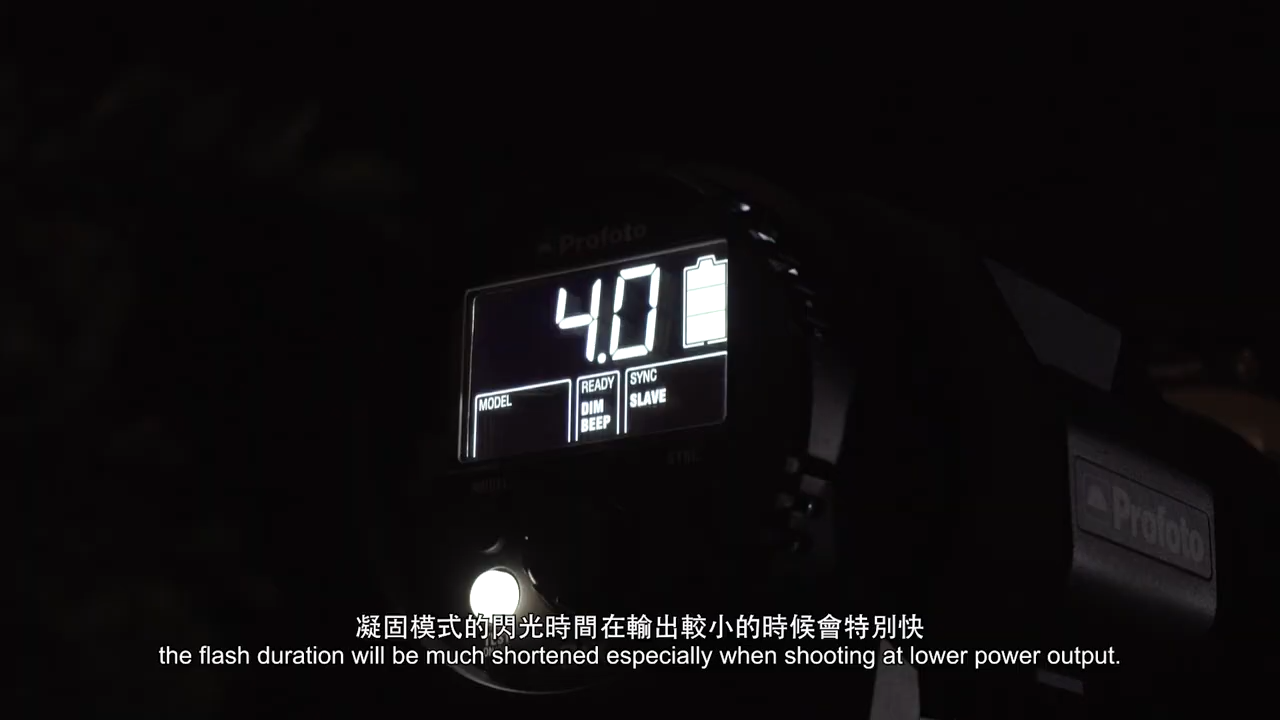 Profoto
4.0
MODEL
READY
DIM
BEEP
SYNC
SLAVE
SYNC
Profoto
TEST
凝固模式的閃光時間在輸出較小的時候會特別快
the flash duration will be much shortened especially when shooting at lower power output.